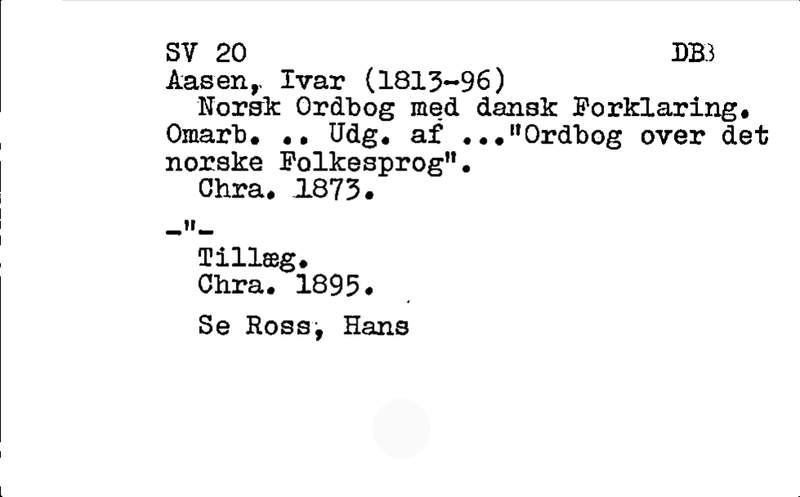 SV 20 DB3
Aasen, Ivar (1813-96)
Norsk Ordbog med dansk Forklaring.
Omarb. .. Udg. af ..."Ordbog over det
norske Folkesprog".
Chra. 1873.
-"-
Tillæg.
Chra. 1895.
Se Ross, Hans